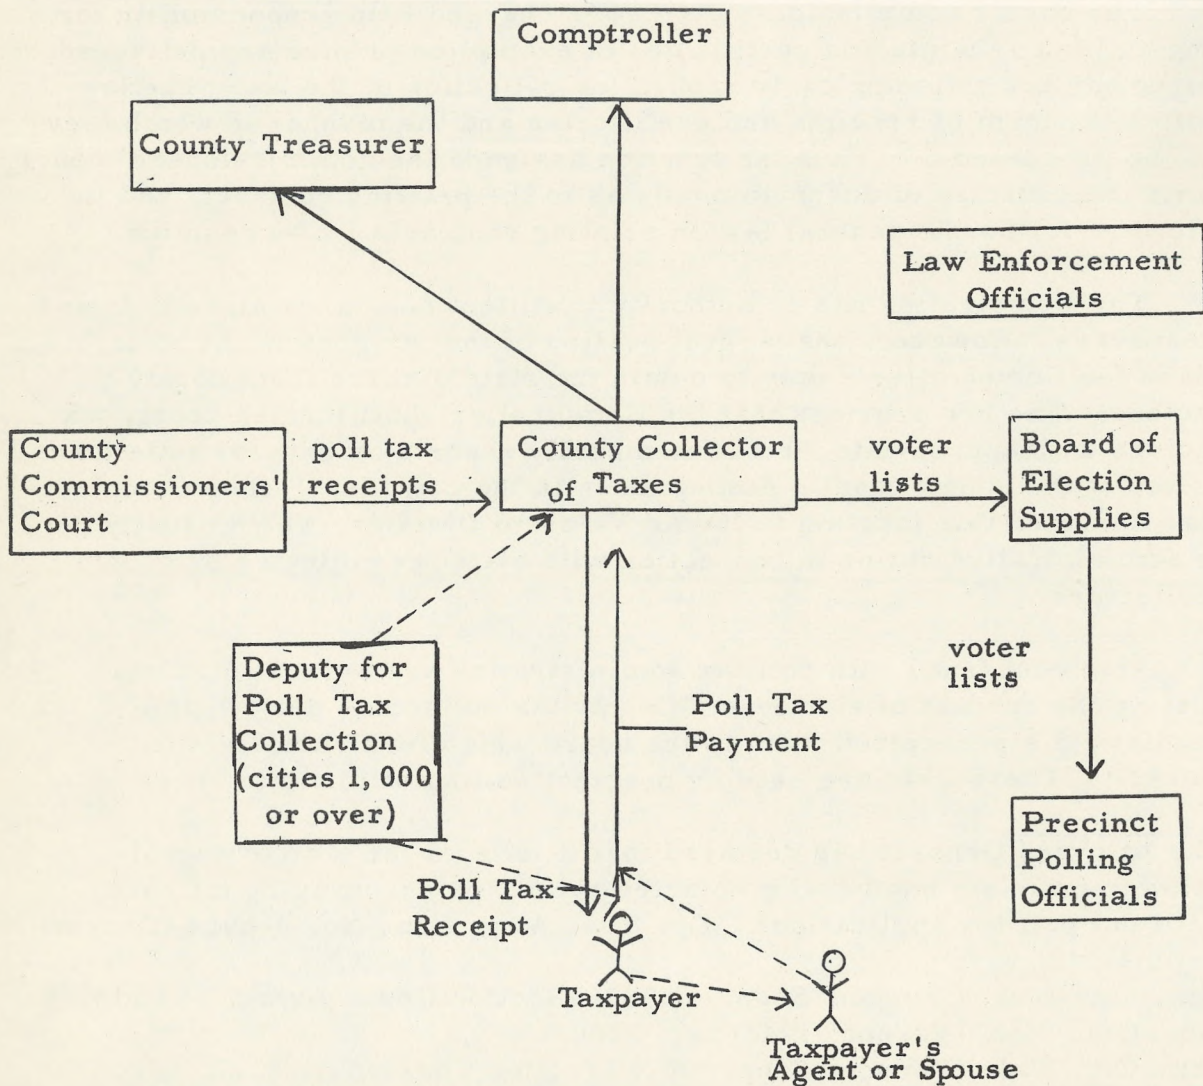 Comptroller
County Treasurer
Law Enforcement
Officials
County
Commissioners'
Court
poll tax
receipts
County Collector
of Taxes
voter
lists
Board of
Election
Supplies
voter
lists
Deputy for
Poll Tax
Collection
(cities 1,000
or over)
Poll Tax
Payment
Precinct
Polling
Officials
Poll Tax
Receipt
Taxpayer
Taxpayer's
Agent or Spouse